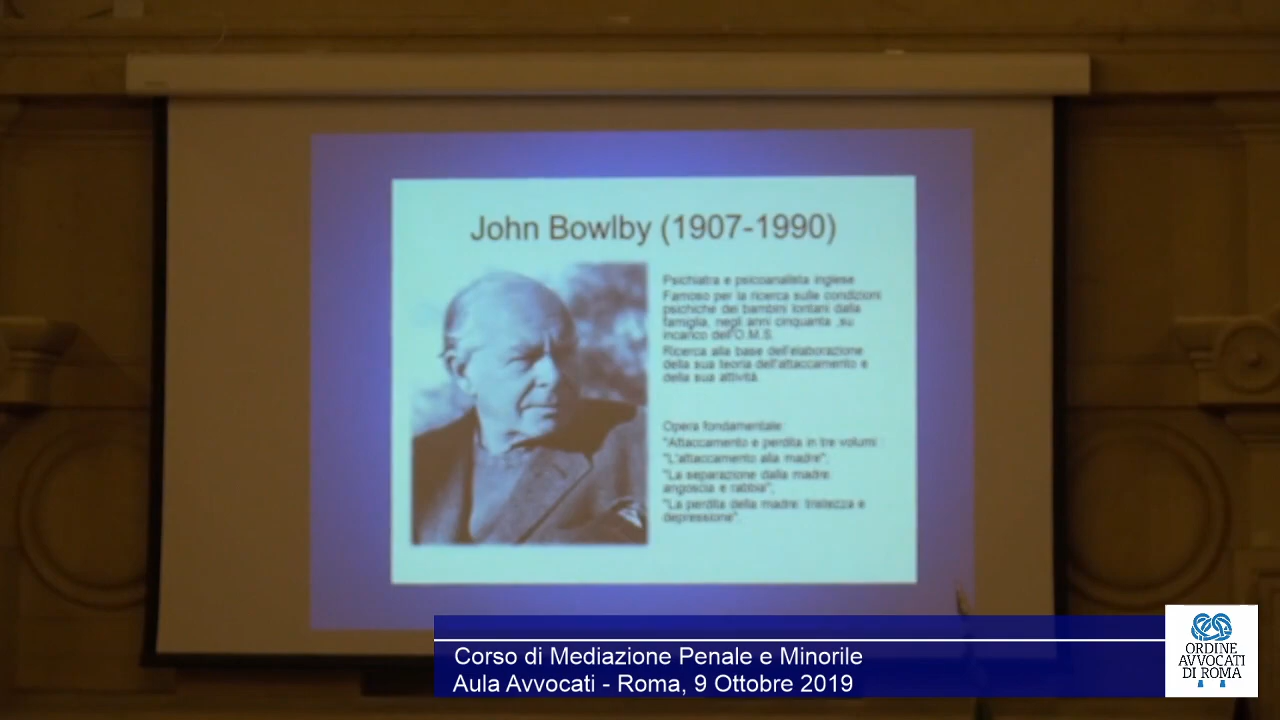 John Bowlby (1907-1990)
Psichiatra e psicoanalista inglese
Famoso per la ricerca sulle condizioni
psichiche dei bambini lontani dalla
famiglia, negli anni cinquanta ,su
incarico dell'O.M.S.
Ricerca alla base dell'elaborazione
della sua teoria dell'attaccamento e
della sua attività.
Opera fondamentale:
"Attaccamento e perdita in tre volumi :
"L'attaccamento alla madre";
"La separazione dalla madre:
angoscia e rabbia";
"La perdita della madre: tristezza e
depressione".
Corso di Mediazione Penale e Minorile
Aula Avvocati - Roma, 9 Ottobre 2019
ORDINE
AVVOCATI
DI ROMA